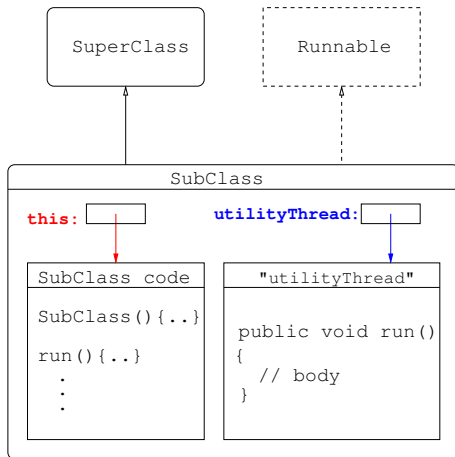 SuperClass
Runnable
SubClass
this:
utilityThread:
SubClass code
SubClass(){..}
run(){..}
.
.
.
"utilityThread"
public void run()
{
// body
}